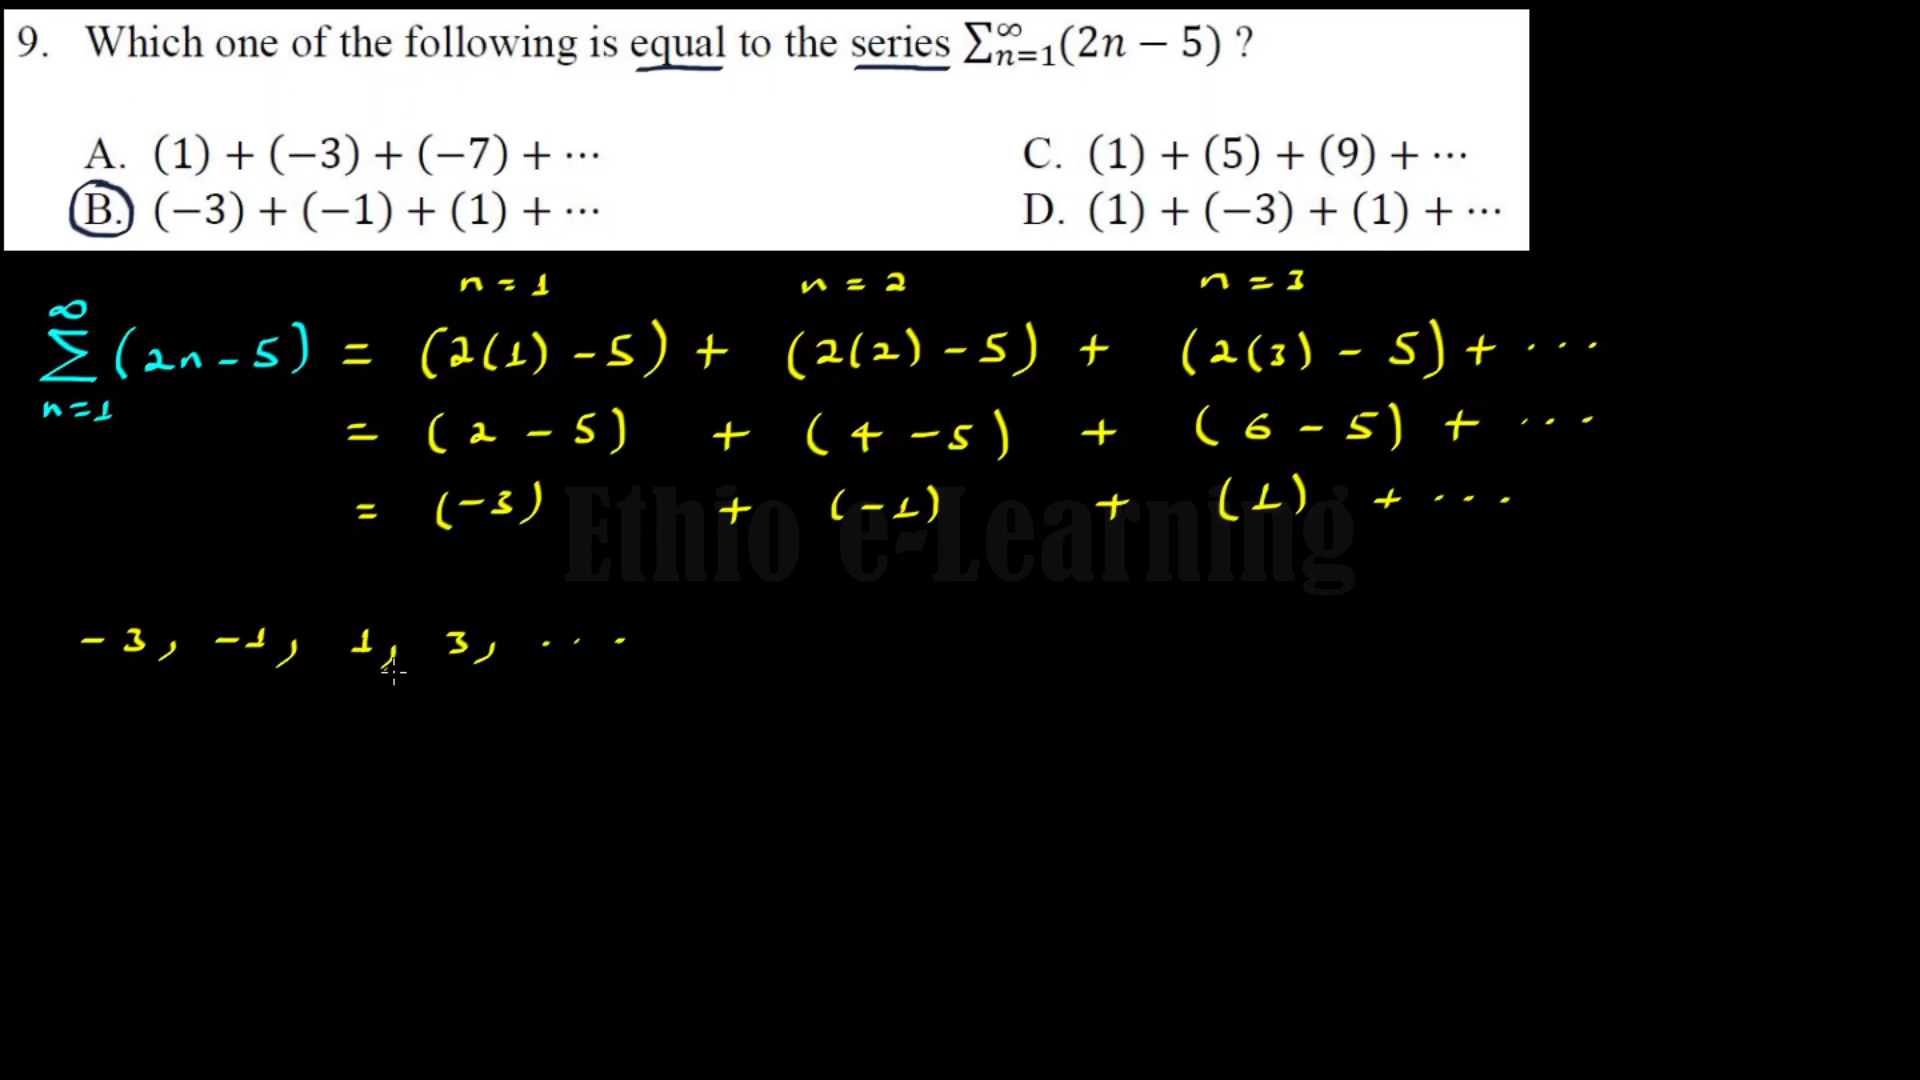 9. Which one of the following is equal to the series ∑_{n=1}^{∞}(2n − 5) ?
A. (1) + (−3) + (−7) + ⋯
C. (1) + (5) + (9) + ⋯
B. (−3) + (−1) + (1) + ⋯
D. (1) + (−3) + (1) + ⋯
n = 1 n = 2 n = 3
∑_{n=1}^{∞} (2n - 5) = (2(1) - 5) + (2(2) - 5) + (2(3) - 5) + ...
= (2 - 5) + (4 - 5) + (6 - 5) + ...
= (-3) + (-1) + (1) + ...
Ethio e-Learning
-3, -1, 1, 3, ...